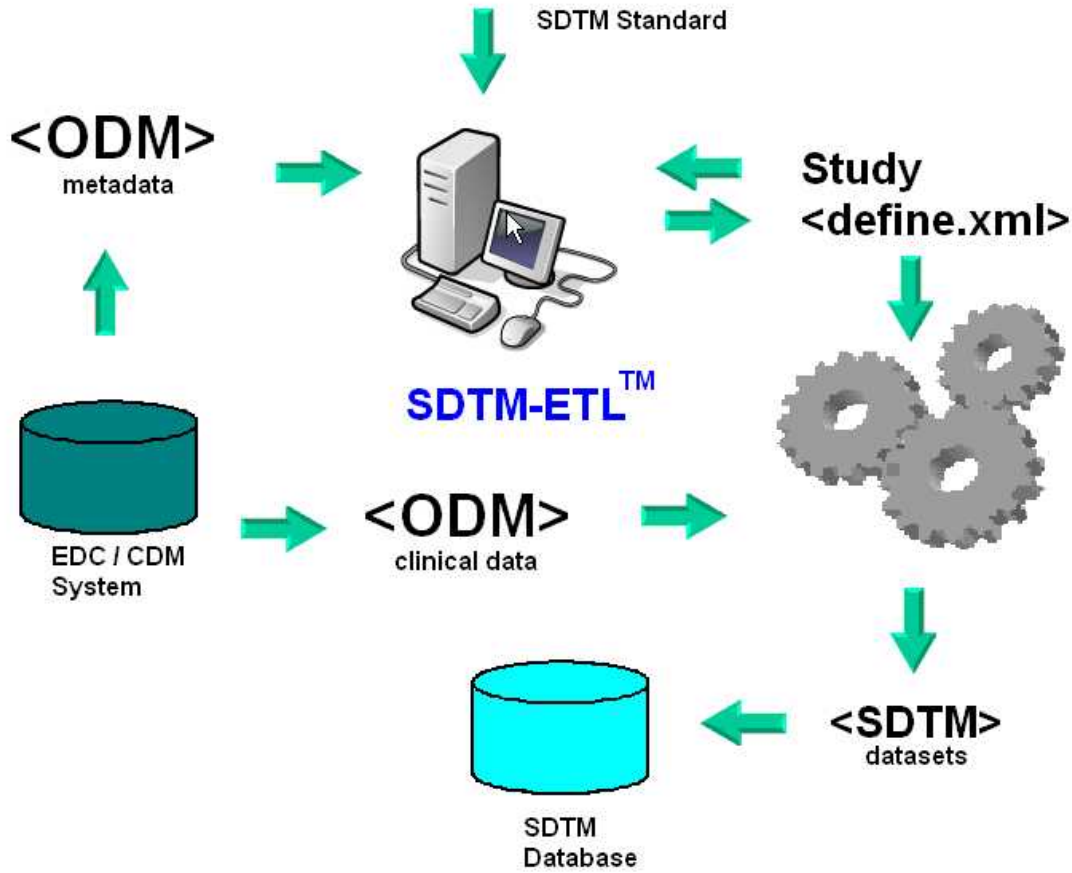 SDTM Standard
<ODM>
metadata
Study
<define.xml>
SDTM-ETL™
EDC / CDM
System
<ODM>
clinical data
<SDTM>
datasets
SDTM
Database